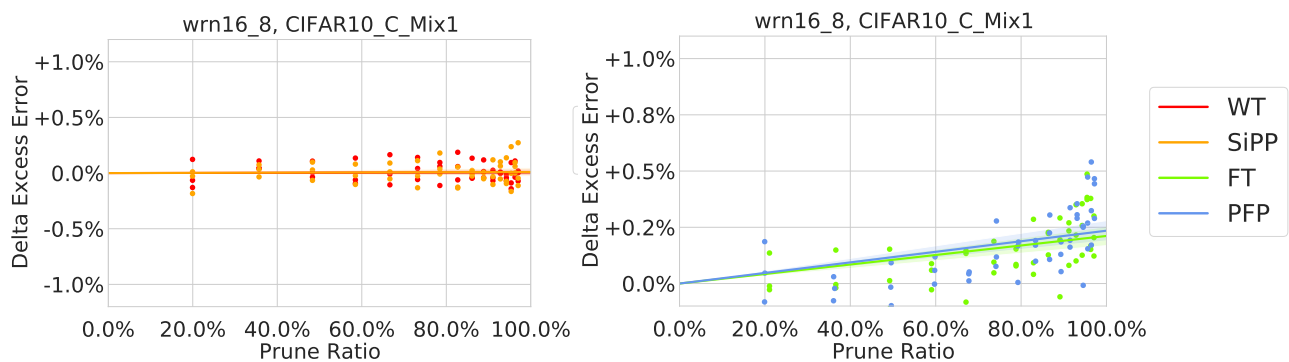 wrn16_8, CIFAR10_C_Mix1
Delta Excess Error
+1.0%
+0.5%
0.0%
-0.5%
-1.0%
0.0%
20.0%
40.0%
60.0%
80.0%
100.0%
Prune Ratio
wrn16_8, CIFAR10_C_Mix1
Delta Excess Error
+1.0%
+0.8%
+0.5%
+0.2%
0.0%
0.0%
20.0%
40.0%
60.0%
80.0%
100.0%
Prune Ratio
WT
SiPP
FT
PFP